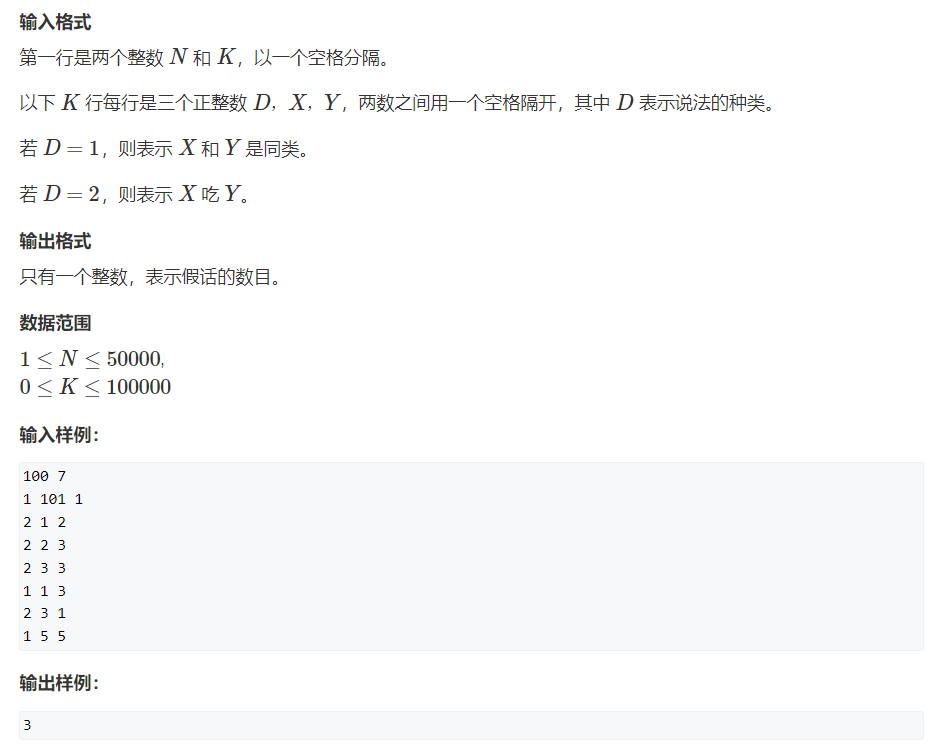 输入格式
第一行是两个整数 N 和 K，以一个空格分隔。
以下 K 行每行是三个正整数 D，X，Y，两数之间用一个空格隔开，其中 D 表示说法的种类。
若 D = 1，则表示 X 和 Y 是同类。
若 D = 2，则表示 X 吃 Y。
输出格式
只有一个整数，表示假话的数目。
数据范围
1 ≤ N ≤ 50000,
0 ≤ K ≤ 100000
输入样例：
100 7
1 101 1
2 1 2
2 2 3
2 3 3
1 1 3
2 3 1
1 5 5
输出样例：
3